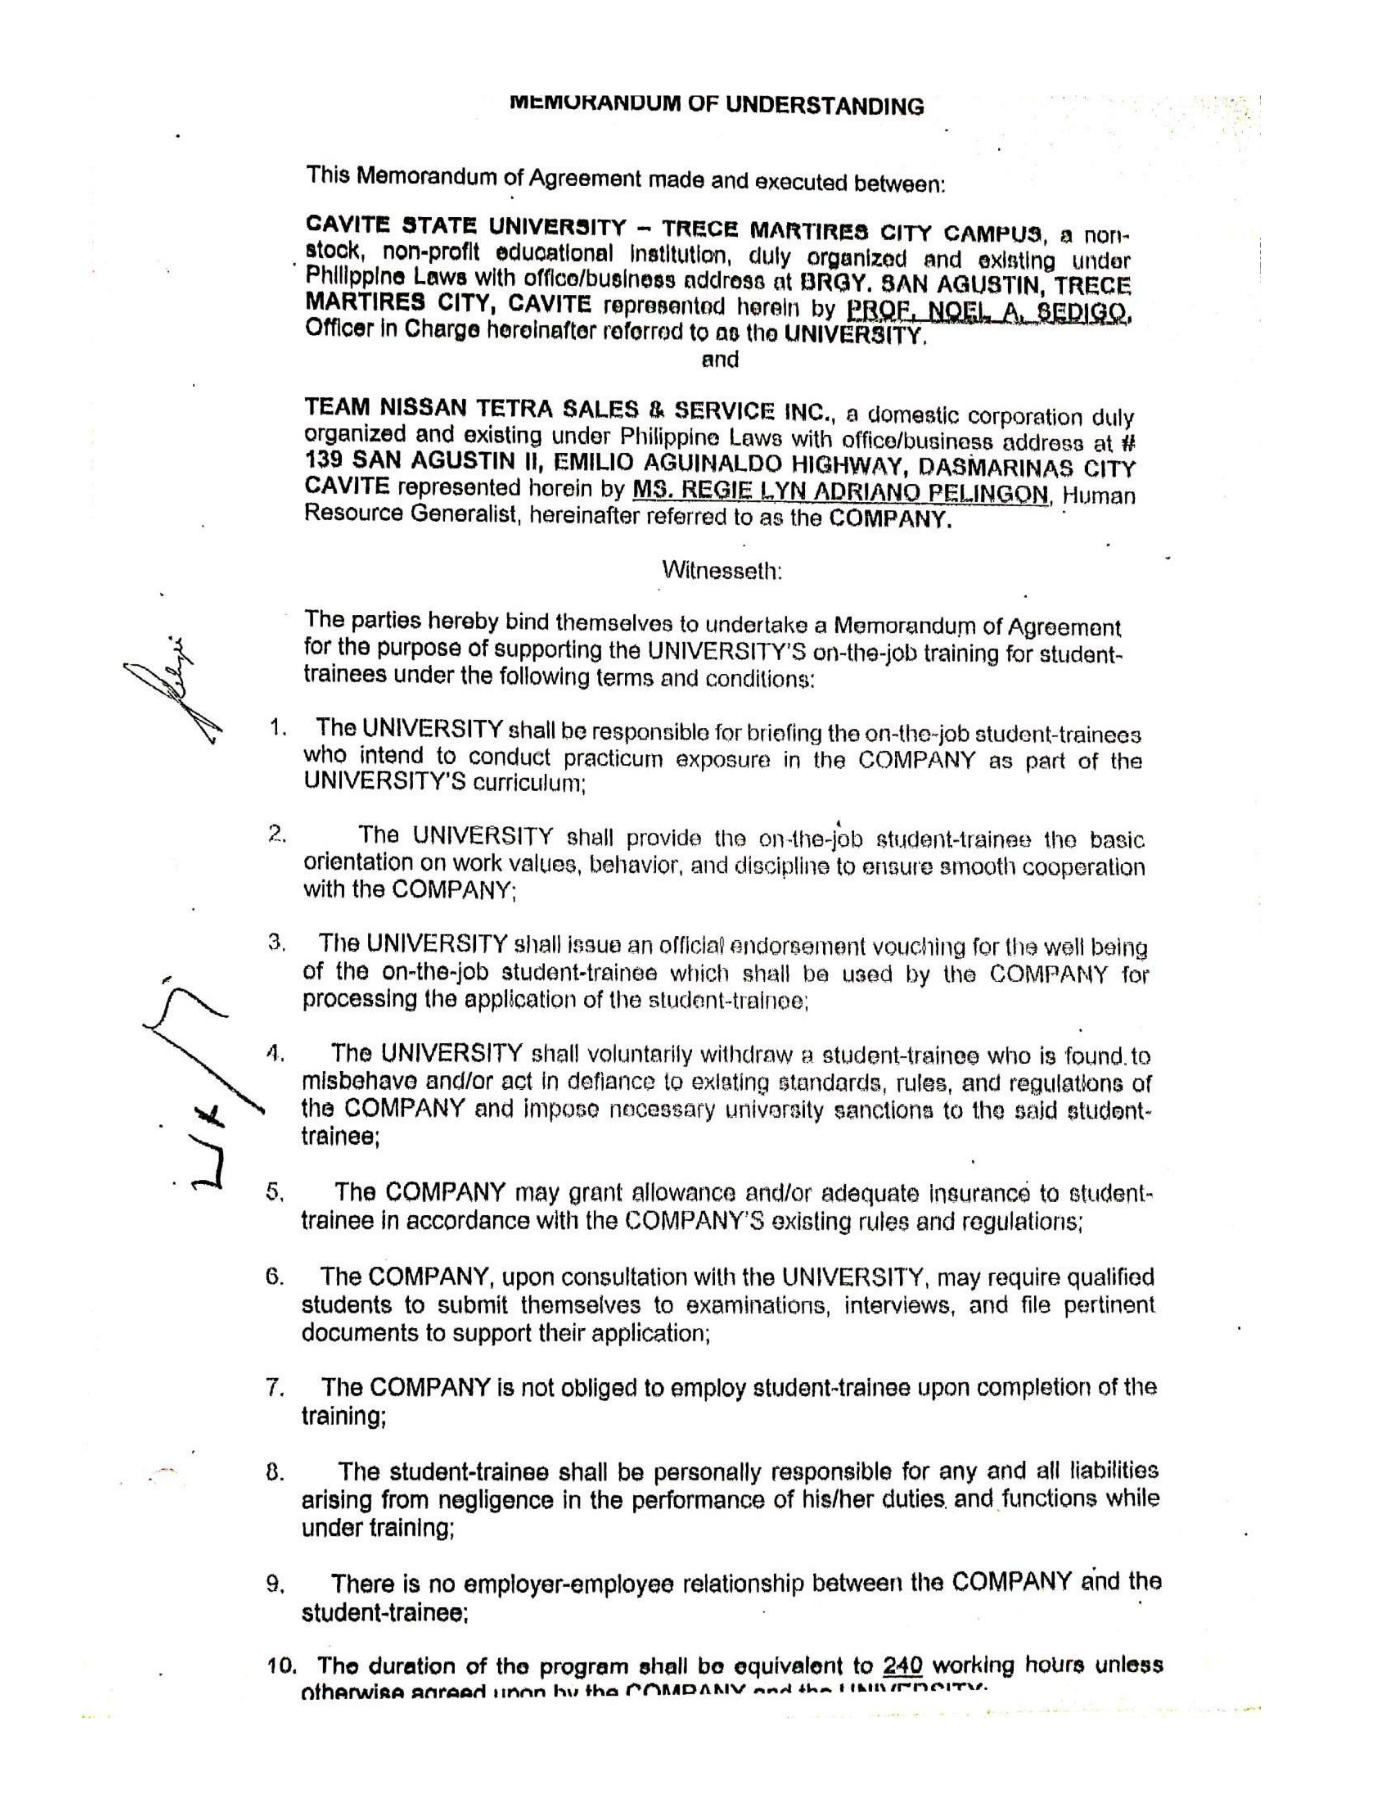 MEMORANDUM OF UNDERSTANDING
This Memorandum of Agreement made and executed between:
CAVITE STATE UNIVERSITY – TRECE MARTIRES CITY CAMPUS, a non-
stock, non-profit educational institution, duly organized and existing under
Philippine Laws with office/business address at BRGY. SAN AGUSTIN, TRECE
MARTIRES CITY, CAVITE represented herein by PROF. NOEL A. SEDIGO,
Officer in Charge hereinafter referred to as the UNIVERSITY.
and
TEAM NISSAN TETRA SALES & SERVICE INC., a domestic corporation duly
organized and existing under Philippine Laws with office/business address at #
139 SAN AGUSTIN II, EMILIO AGUINALDO HIGHWAY, DASMARINAS CITY
CAVITE represented herein by MS. REGIE LYN ADRIANO PELINGON, Human
Resource Generalist, hereinafter referred to as the COMPANY.
Witnesseth:
The parties hereby bind themselves to undertake a Memorandum of Agreement
for the purpose of supporting the UNIVERSITY'S on-the-job training for student-
trainees under the following terms and conditions:
1. The UNIVERSITY shall be responsible for briefing the on-the-job student-trainees
who intend to conduct practicum exposure in the COMPANY as part of the
UNIVERSITY'S curriculum;
2. The UNIVERSITY shall provide the on-the-job student-trainee the basic
orientation on work values, behavior, and discipline to ensure smooth cooperation
with the COMPANY;
3. The UNIVERSITY shall issue an official endorsement vouching for the well being
of the on-the-job student-trainee which shall be used by the COMPANY for
processing the application of the student-trainee;
4. The UNIVERSITY shall voluntarily withdraw a student-trainee who is found to
misbehave and/or act in defiance to existing standards, rules, and regulations of
the COMPANY and impose necessary university sanctions to the said student-
trainee;
5. The COMPANY may grant allowance and/or adequate insurance to student-
trainee in accordance with the COMPANY'S existing rules and regulations;
6. The COMPANY, upon consultation with the UNIVERSITY, may require qualified
students to submit themselves to examinations, interviews, and file pertinent
documents to support their application;
7. The COMPANY is not obliged to employ student-trainee upon completion of the
training;
8. The student-trainee shall be personally responsible for any and all liabilities
arising from negligence in the performance of his/her duties and functions while
under training;
9. There is no employer-employee relationship between the COMPANY and the
student-trainee;
10. The duration of the program shall be equivalent to 240 working hours unless
otherwise agreed upon by the COMPANY and the UNIVERSITY;